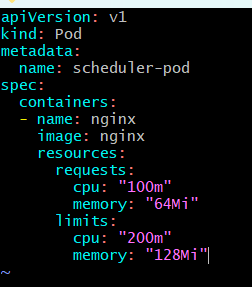 apiVersion: v1
kind: Pod
metadata:
  name: scheduler-pod
spec:
  containers:
  - name: nginx
    image: nginx
    resources:
      requests:
        cpu: "100m"
        memory: "64Mi"
      limits:
        cpu: "200m"
        memory: "128Mi"
~